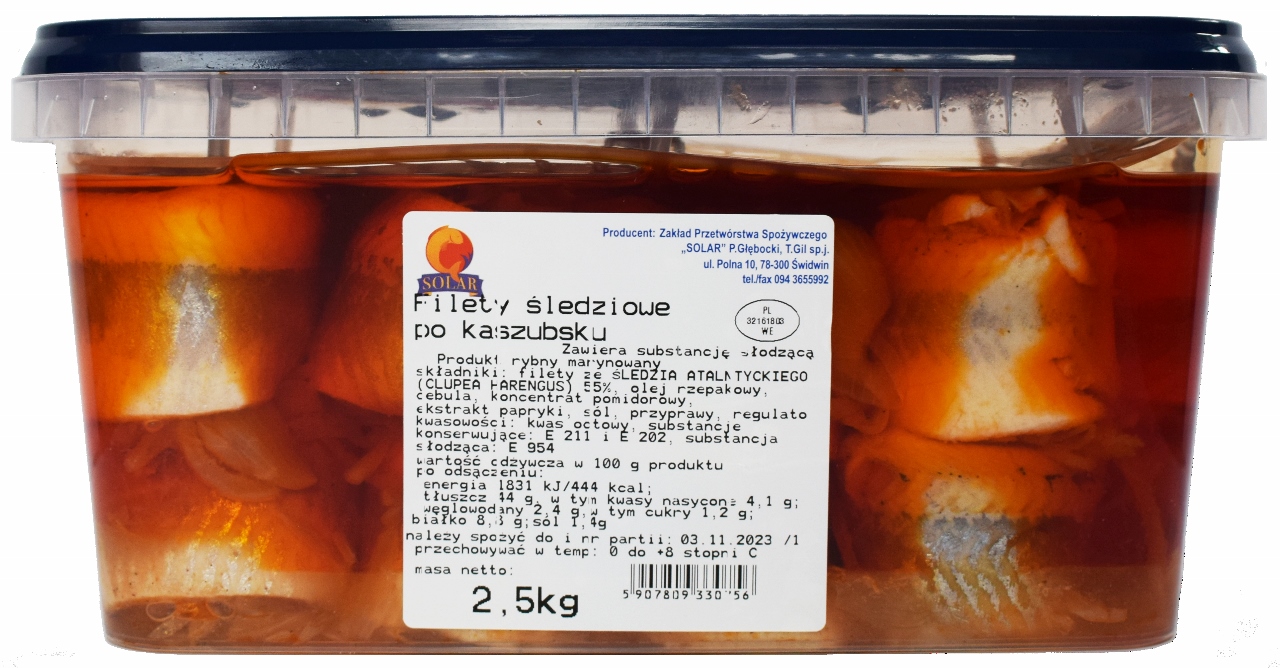 Producent: Zakład Przetwórstwa Spożywczego
„SOLAR” P.Głębocki, T.Gil sp.j.
ul. Polna 10, 78-300 Świdwin
tel./fax 094 3655992
SOLAR
Filety śledziowe
po kaszubsku
PL
32161803
WE
Zawiera substancję słodzącą
Produkt rybny marynowany
składniki: filety ze ŚLEDZIA ATALNTYCKIEGO
(CLUPEA HARENGUS) 55%, olej rzepakowy,
cebula, koncentrat pomidorowy,
ekstrakt papryki, sól, przyprawy, regulato
kwasowości: kwas octowy, substancje
konserwujące: E 211 i E 202, substancja
słodząca: E 954
wartość odżywcza w 100 g produktu
po odsączeniu:
energia 1831 kJ/444 kcal;
tłuszcz 44 g, w tym kwasy nasycone 4,1 g;
węglowodany 2,4 g,w tym cukry 1,2 g;
białko 8, g;sól 1,4g
należy spożyć do i nr partii: 03.11.2023 /1
przechowywać w temp: 0 do +8 stopni C
masa netto:
2,5kg
5 907809 330 56